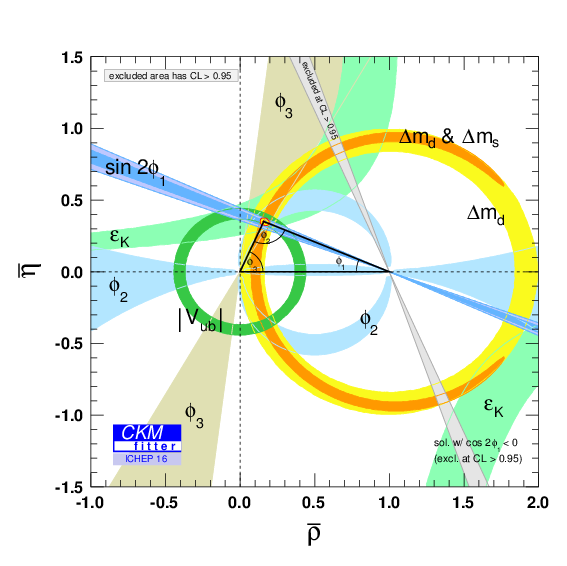 1.5
excluded area has CL > 0.95
excluded at CL > 0.95
ϕ3
1.0
Δmd & Δms
sin 2ϕ1
0.5
Δmd
εK
ϕ2
ϕ3
ϕ1
0.0
η̅
ϕ2
|Vub|
ϕ2
-0.5
ϕ3
εK
-1.0
CKM
fitter
ICHEP 16
sol. w/ cos 2ϕ1 < 0
(excl. at CL > 0.95)
-1.5
-1.0 -0.5 0.0 0.5 1.0 1.5 2.0
ρ̅